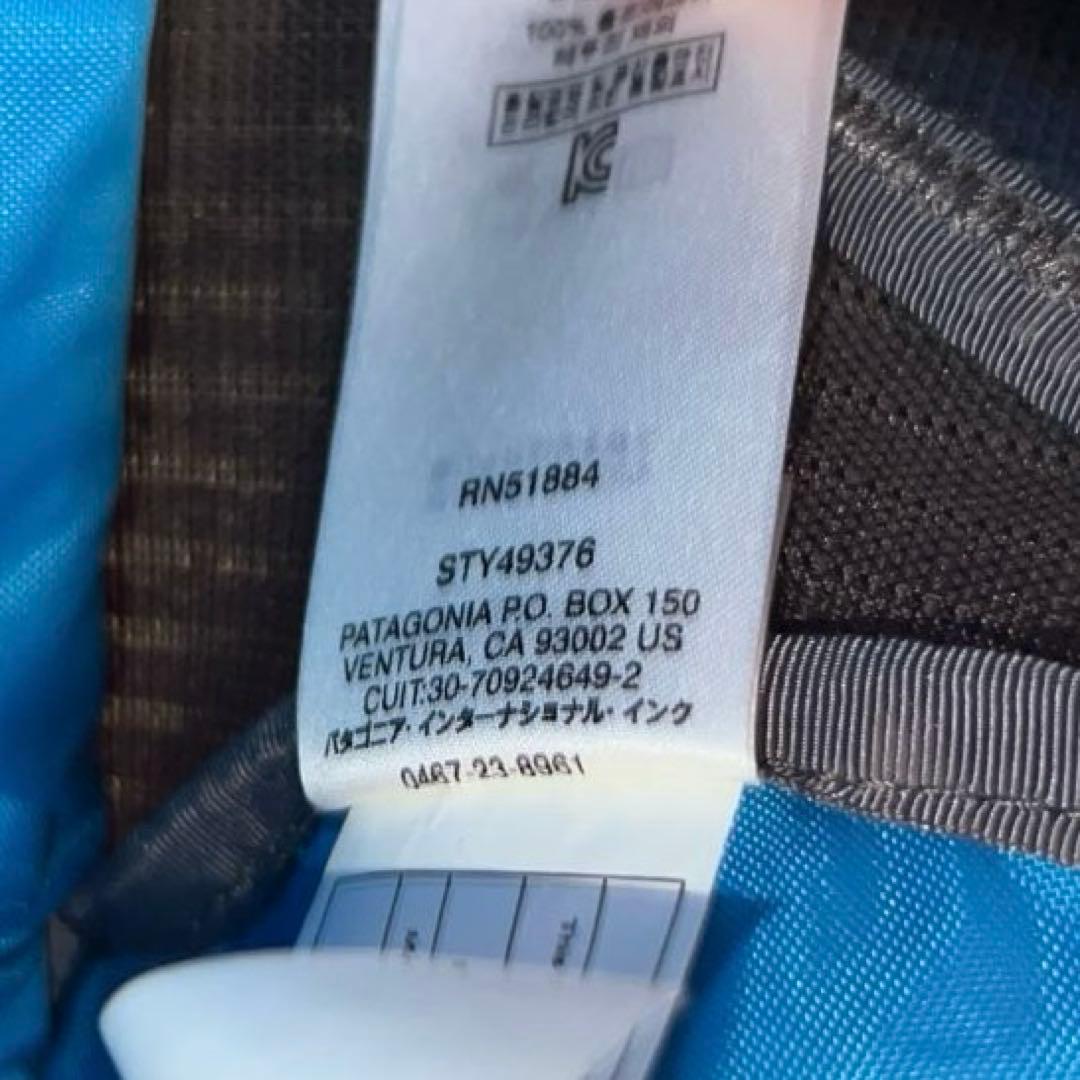 100%
RN51884
STY49376
PATAGONIA P.O. BOX 150
VENTURA, CA 93002 US
CUIT:30-70924649-2
パタゴニア・インターナショナル・インク
0467-23-8961